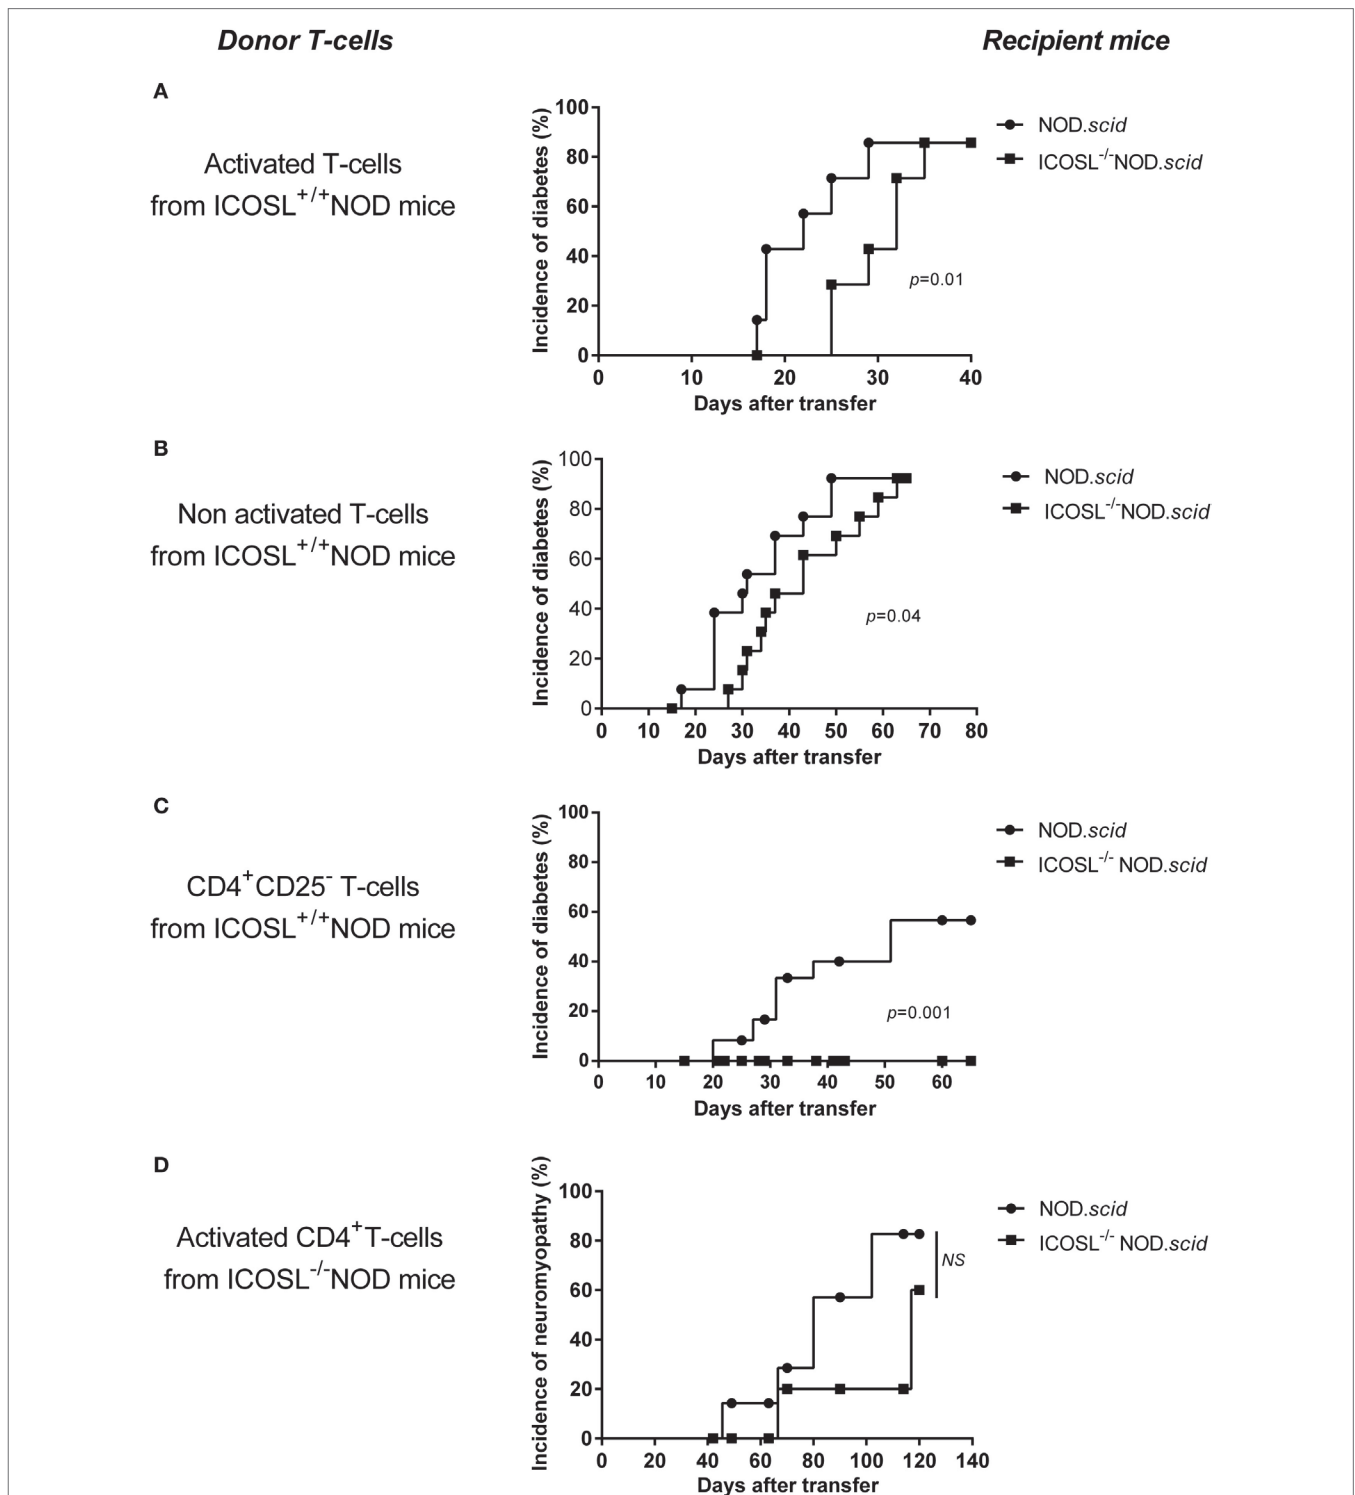 Donor T-cells
Recipient mice
A
Activated T-cells
from ICOSL+/+NOD mice
Incidence of diabetes (%)
100
80
60
40
20
0
0 10 20 30 40
Days after transfer
NOD.scid
ICOSL-/-NOD.scid
p=0.01
B
Non activated T-cells
from ICOSL+/+NOD mice
Incidence of diabetes (%)
100
80
60
40
20
0
0 10 20 30 40 50 60 70 80
Days after transfer
NOD.scid
ICOSL-/-NOD.scid
p=0.04
C
CD4+CD25- T-cells
from ICOSL+/+NOD mice
Incidence of diabetes (%)
100
80
60
40
20
0
0 10 20 30 40 50 60
Days after transfer
NOD.scid
ICOSL-/- NOD.scid
p=0.001
D
Activated CD4+T-cells
from ICOSL-/-NOD mice
Incidence of neuromyopathy (%)
100
80
60
40
20
0
0 20 40 60 80 100 120 140
Days after transfer
NOD.scid
ICOSL-/- NOD.scid
NS